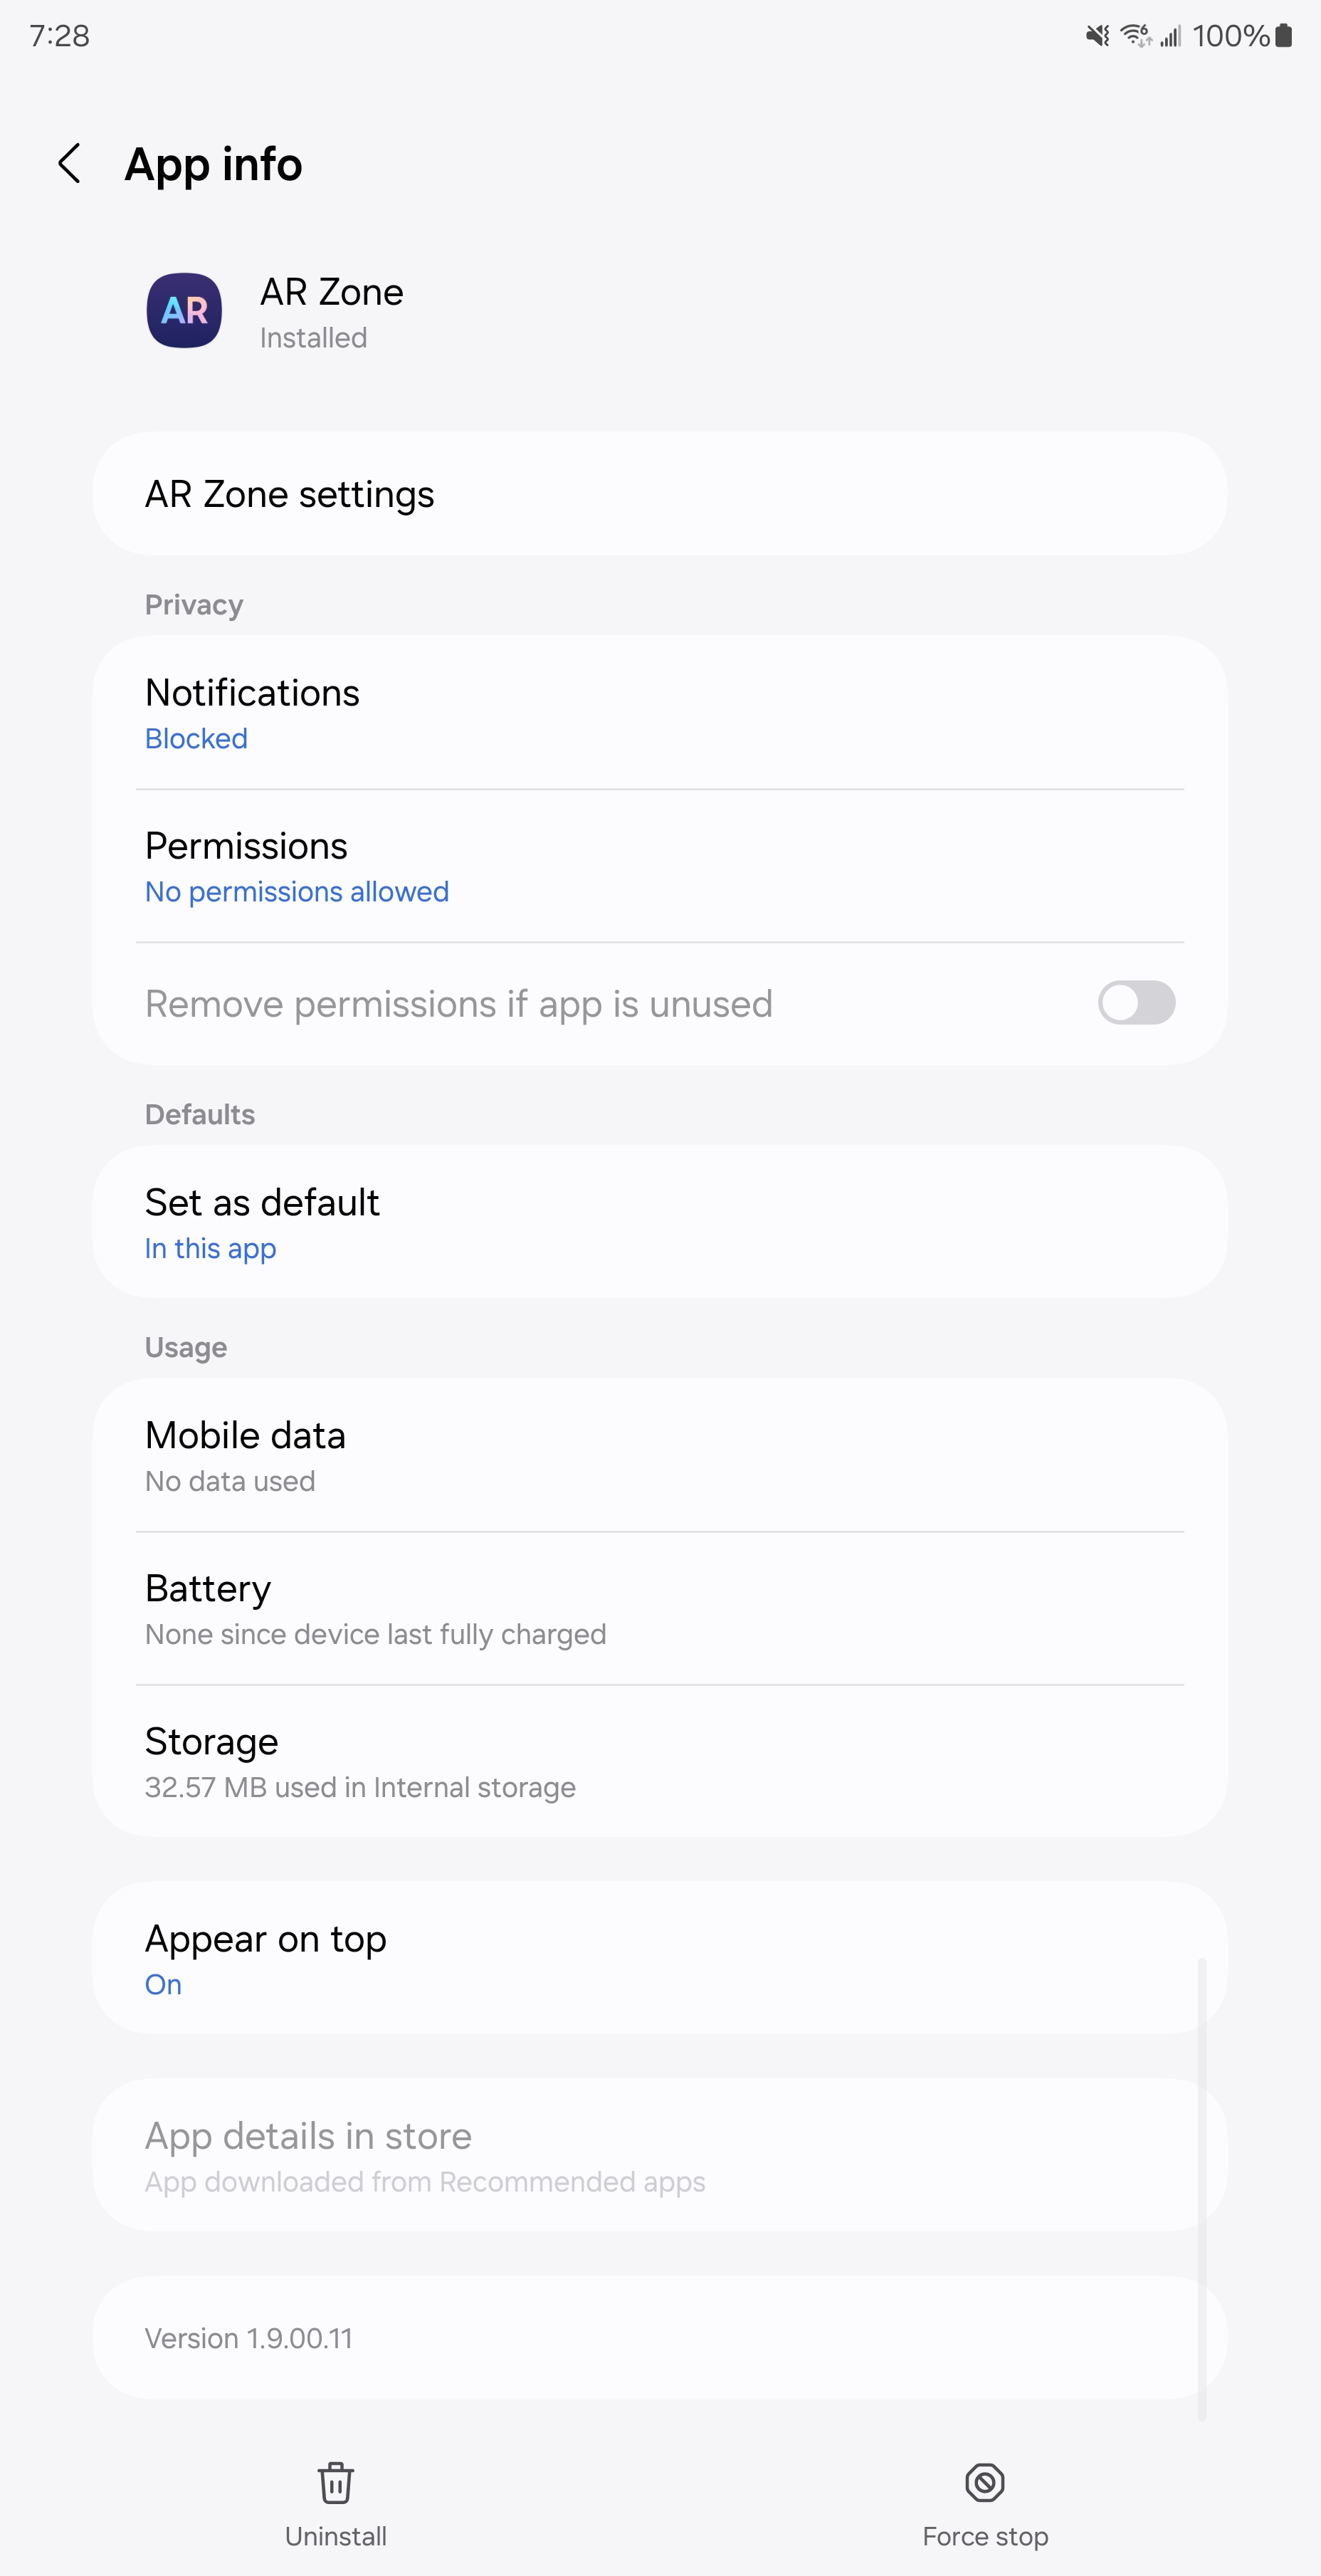 7:28
100%
App info
AR
AR Zone
Installed
AR Zone settings
Privacy
Notifications
Blocked
Permissions
No permissions allowed
Remove permissions if app is unused
Defaults
Set as default
In this app
Usage
Mobile data
No data used
Battery
None since device last fully charged
Storage
32.57 MB used in Internal storage
Appear on top
On
App details in store
App downloaded from Recommended apps
Version 1.9.00.11
Uninstall
Force stop